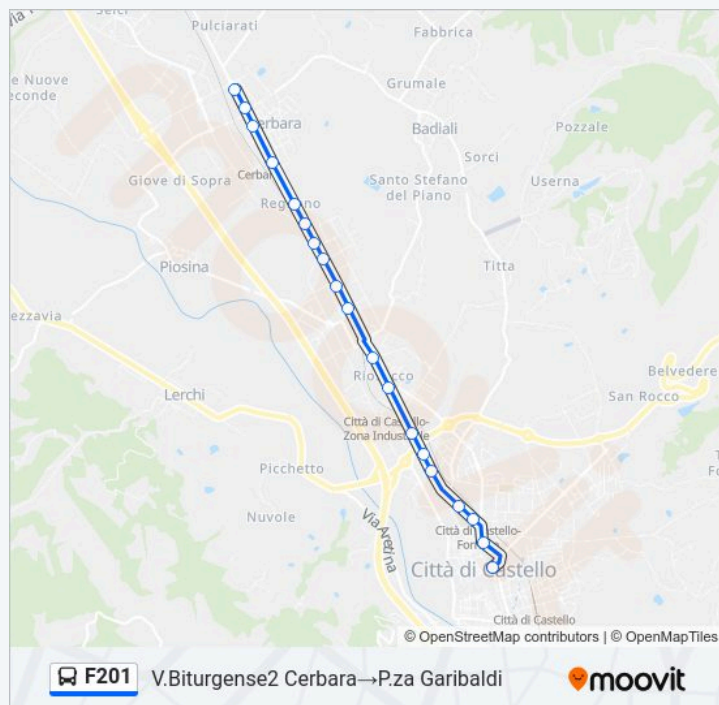 Selci
Pulciarati
Fabbrica
Via
e Nuove
econde
Grumale
Cerbara
Badiali
Pozzale
Sorci
Cerbar
Giove di Sopra
Santo Stefano
del Piano
Userna
Piosina
Titta
ezzavia
Riosecco
Belvedere
Lerchi
San Rocco
Città di Castello-
Zona Industriale
Picchetto
Nuvole
Via Aretina
Città di Castello-
Città di Castello
Città di Castello
© OpenStreetMap contributors | © OpenMapTiles
F201 V.Biturgense2 Cerbara→P.za Garibaldi moovit